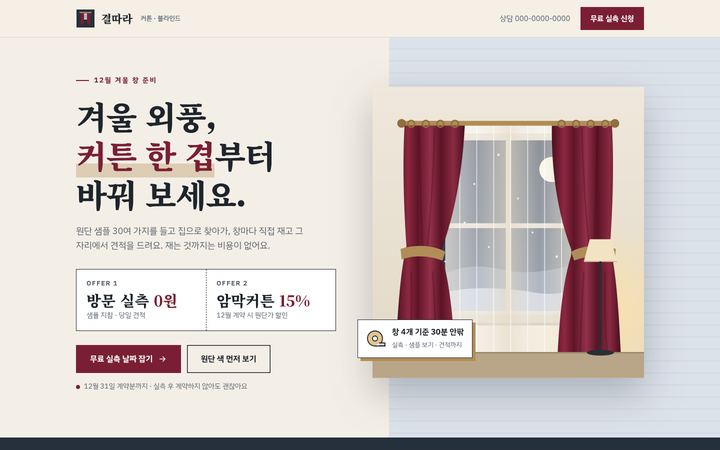 결따라
커튼 · 블라인드
상담 000-0000-0000
무료 실측 신청
12월 겨울 창 준비
겨울 외풍,
커튼 한 겹부터
바꿔 보세요.
원단 샘플 30여 가지를 들고 집으로 찾아가, 창마다 직접 재고 그
자리에서 견적을 드려요. 재는 것까지는 비용이 없어요.
OFFER 1
방문 실측 0원
샘플 지참 · 당일 견적
OFFER 2
암막커튼 15%
12월 계약 시 원단가 할인
창 4개 기준 30분 안팎
실측 · 샘플 보기 · 견적까지
무료 실측 날짜 잡기 →
원단 색 먼저 보기
12월 31일 계약분까지 · 실측 후 계약하지 않아도 괜찮아요